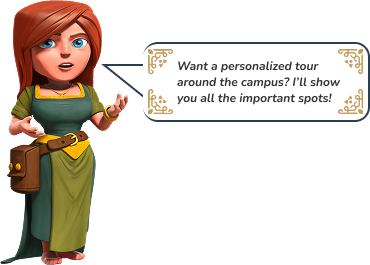 Want a personalized tour
around the campus? I'll show
you all the important spots!